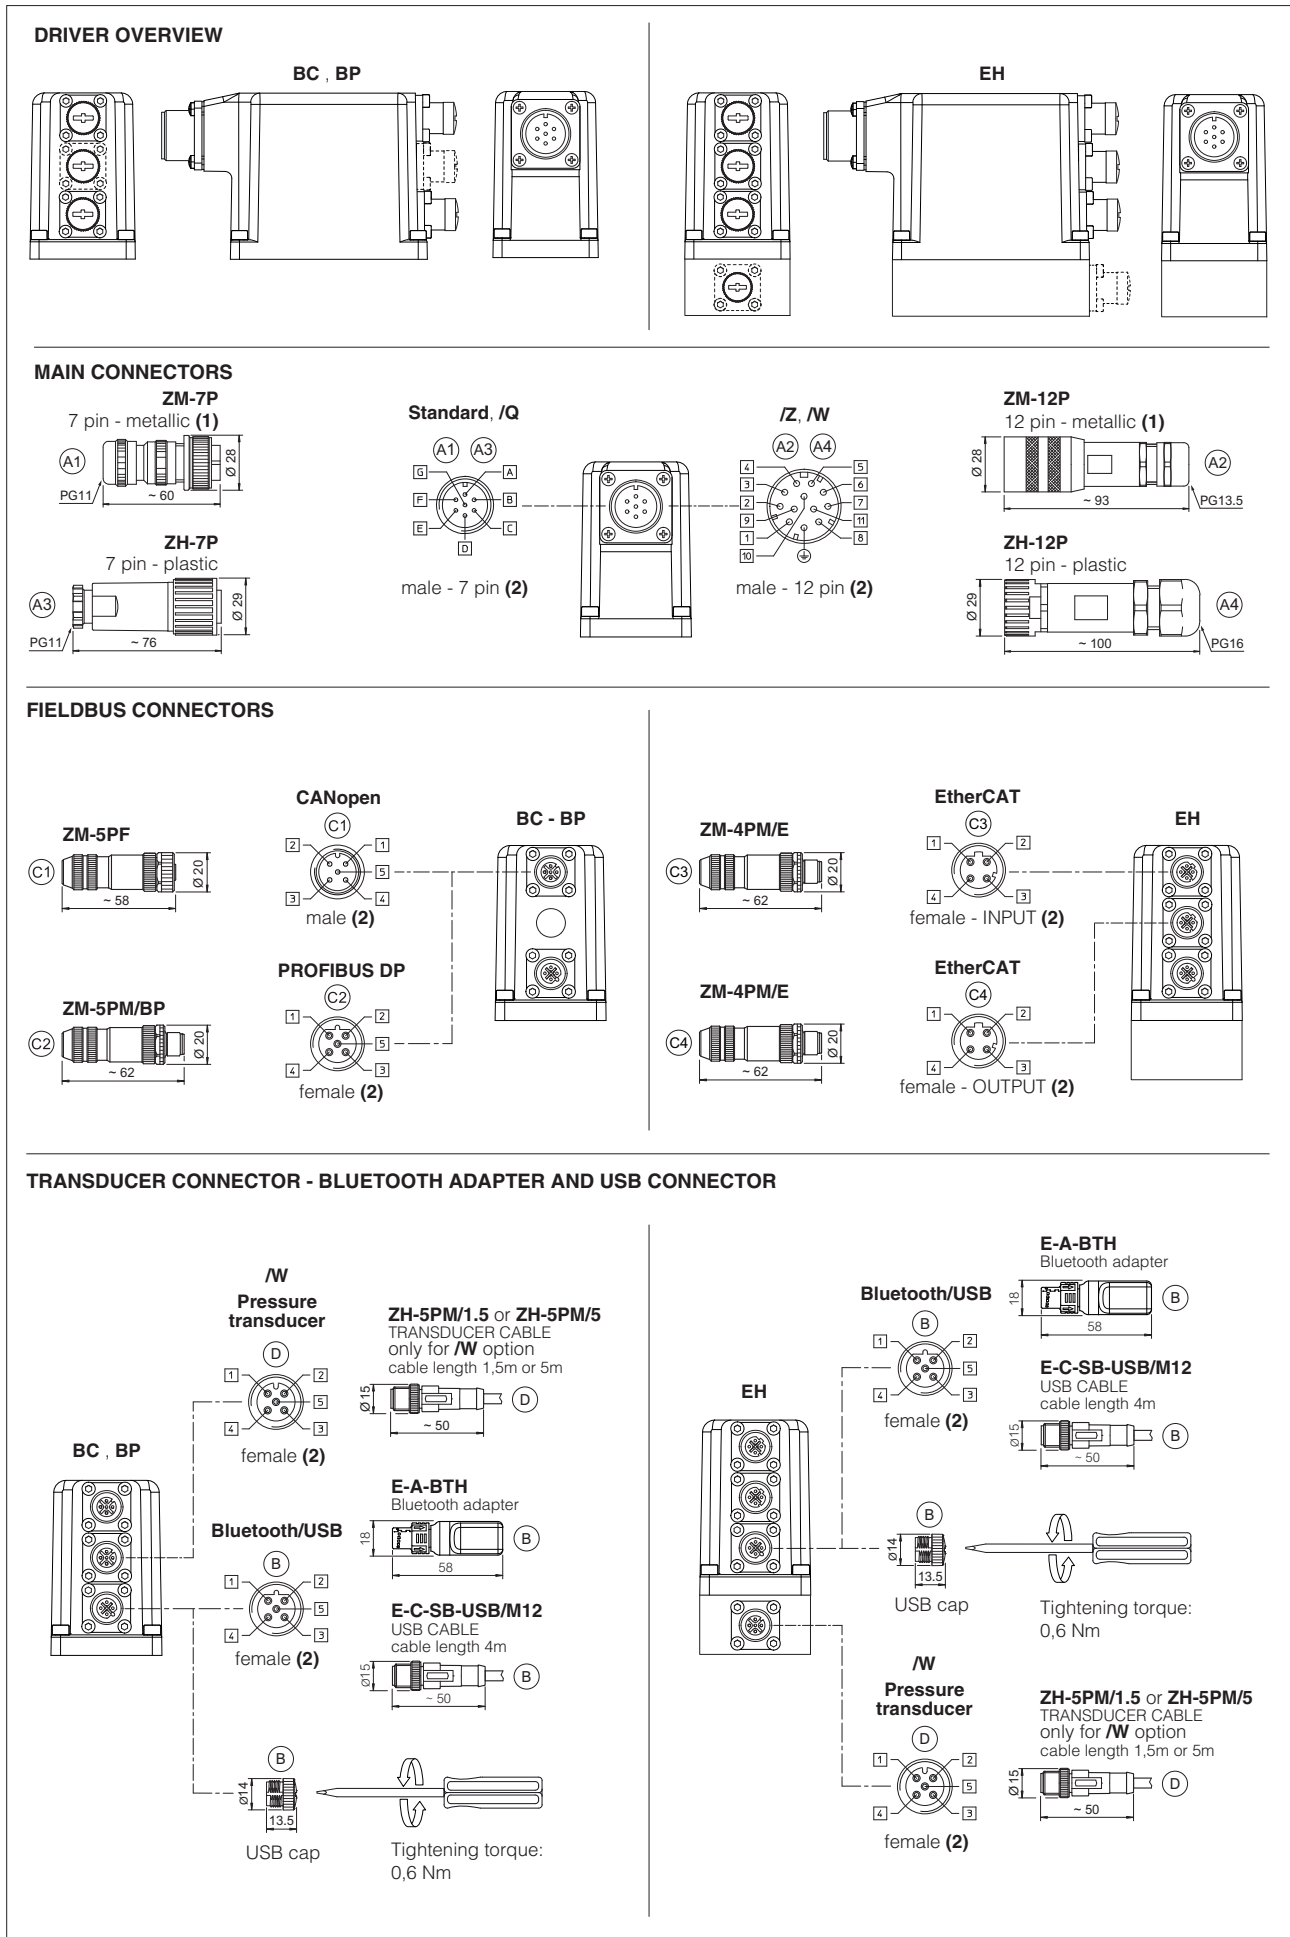 DRIVER OVERVIEW
BC , BP
EH
MAIN CONNECTORS
ZM-7P
7 pin - metallic (1)
A1
Ø 28
PG11
~ 60
ZH-7P
7 pin - plastic
A3
Ø 29
PG11
~ 76
Standard, /Q
A1 A3
G A
F B
E C
D
male - 7 pin (2)
/Z, /W
A2 A4
4 5
3 6
2 7
9 11
1 8
10
male - 12 pin (2)
ZM-12P
12 pin - metallic (1)
Ø 28
A2
~ 93
PG13.5
ZH-12P
12 pin - plastic
Ø 29
A4
~ 100
PG16
FIELDBUS CONNECTORS
ZM-5PF
C1
Ø 20
~ 58
CANopen
C1
2 1
5
3 4
male (2)
BC - BP
ZM-5PM/BP
C2
Ø 20
~ 62
PROFIBUS DP
C2
1 2
5
4 3
female (2)
ZM-4PM/E
C3
Ø 20
~ 62
EtherCAT
C3
1 2
4 3
female - INPUT (2)
EH
ZM-4PM/E
C4
Ø 20
~ 62
EtherCAT
C4
1 2
4 3
female - OUTPUT (2)
TRANSDUCER CONNECTOR - BLUETOOTH ADAPTER AND USB CONNECTOR
BC , BP
/W
Pressure
transducer
D
1 2
5
4 3
female (2)
ZH-5PM/1.5 or ZH-5PM/5
TRANSDUCER CABLE
only for /W option
cable length 1,5m or 5m
Ø15
D
~ 50
Bluetooth/USB
B
1 2
5
4 3
female (2)
E-A-BTH
Bluetooth adapter
18
B
58
E-C-SB-USB/M12
USB CABLE
cable length 4m
Ø15
B
~ 50
B
Ø14
13.5
USB cap
Tightening torque:
0,6 Nm
EH
Bluetooth/USB
B
1 2
5
4 3
female (2)
E-A-BTH
Bluetooth adapter
18
B
58
E-C-SB-USB/M12
USB CABLE
cable length 4m
Ø15
B
~ 50
B
Ø14
13.5
USB cap
Tightening torque:
0,6 Nm
/W
Pressure
transducer
D
1 2
5
4 3
female (2)
ZH-5PM/1.5 or ZH-5PM/5
TRANSDUCER CABLE
only for /W option
cable length 1,5m or 5m
Ø15
D
~ 50